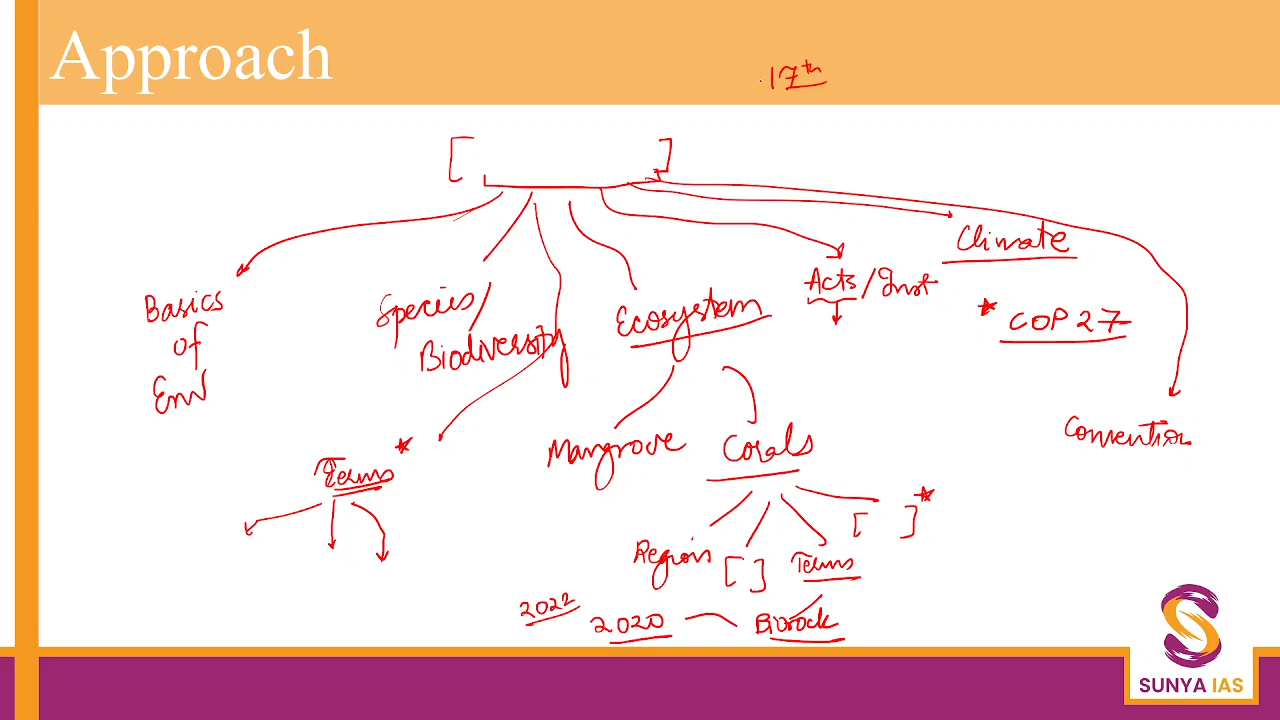 Approach
17th
[ ]
Climate
Acts/Inst
* COP 27
Basics
of
Env
Species/
Biodiversity
Ecosystem
Convention
Mangrove
Corals
Terms *
[ ] *
Region
[ ]
Terms
2022
2020
Biorock
SUNYA IAS